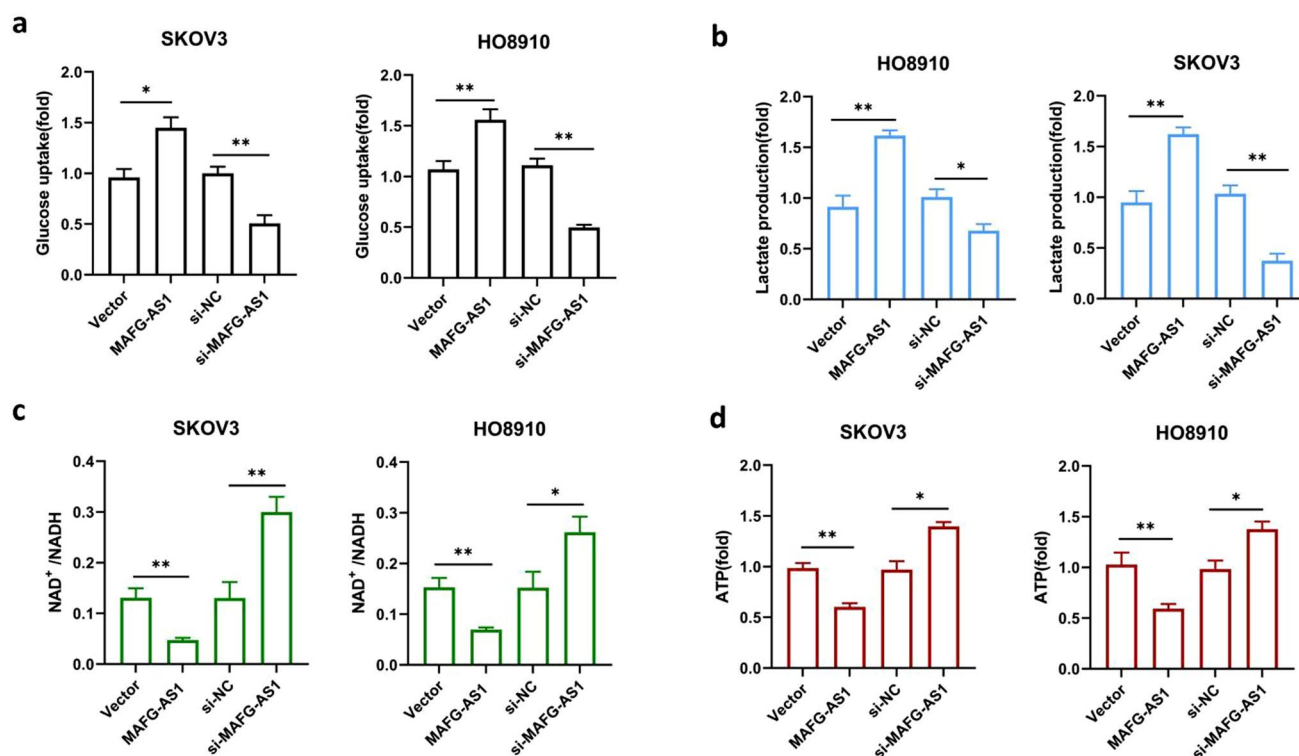 a
SKOV3
Glucose uptake(fold)
2.0
1.5
1.0
0.5
0.0
*
**
Vector
MAFG-AS1
si-NC
si-MAFG-AS1
HO8910
Glucose uptake(fold)
2.0
1.5
1.0
0.5
0.0
**
**
Vector
MAFG-AS1
si-NC
si-MAFG-AS1
b
HO8910
Lactate production(fold)
2.0
1.5
1.0
0.5
0.0
**
*
Vector
MAFG-AS1
si-NC
si-MAFG-AS1
SKOV3
Lactate production(fold)
2.0
1.5
1.0
0.5
0.0
**
**
Vector
MAFG-AS1
si-NC
si-MAFG-AS1
c
SKOV3
NAD⁺ /NADH
0.4
0.3
0.2
0.1
0.0
**
**
Vector
MAFG-AS1
si-NC
si-MAFG-AS1
HO8910
NAD⁺ /NADH
0.4
0.3
0.2
0.1
0.0
**
*
Vector
MAFG-AS1
si-NC
si-MAFG-AS1
d
SKOV3
ATP(fold)
2.0
1.5
1.0
0.5
0.0
**
*
Vector
MAFG-AS1
si-NC
si-MAFG-AS1
HO8910
ATP(fold)
2.0
1.5
1.0
0.5
0.0
**
*
Vector
MAFG-AS1
si-NC
si-MAFG-AS1